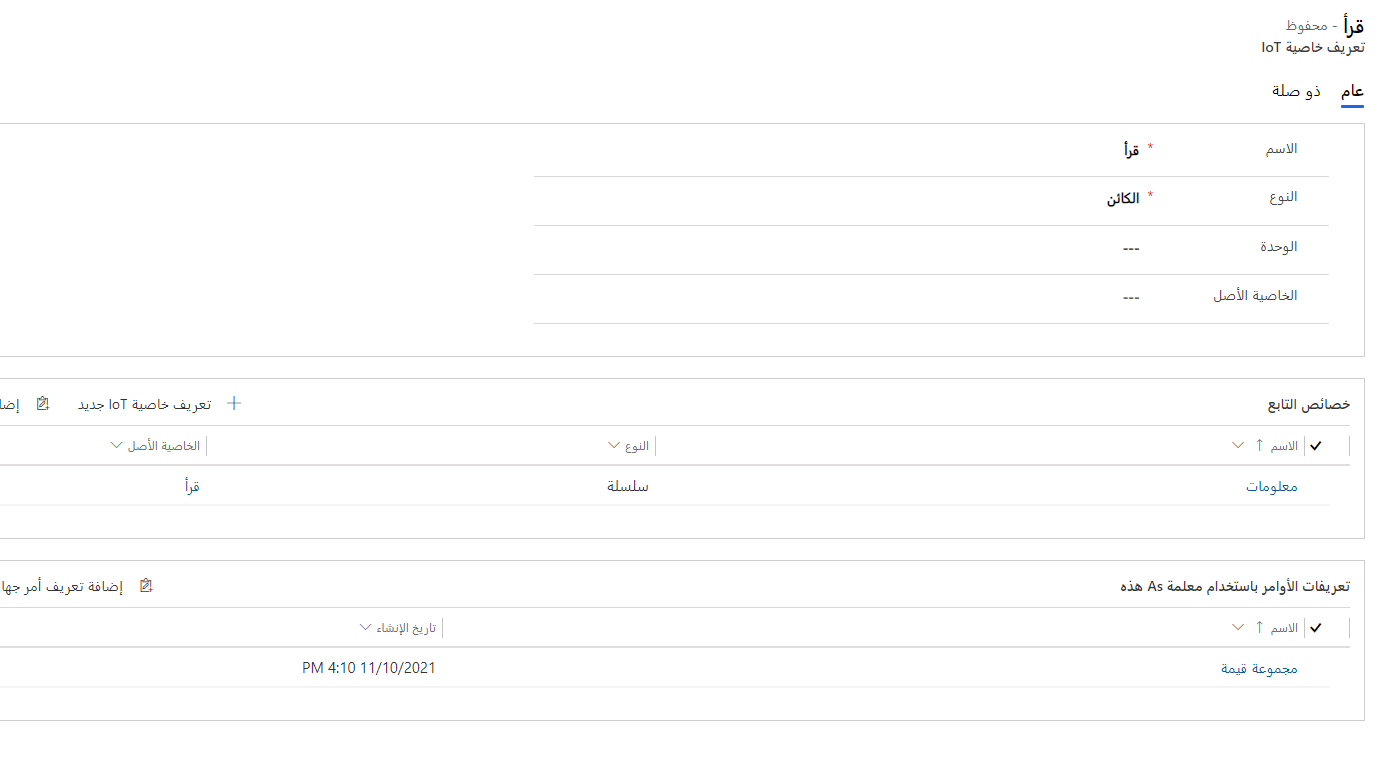 قرأ - محفوظ
تعريف خاصية IoT
عام ذو صلة
الاسم * قرأ
النوع * الكائن
الوحدة ---
الخاصية الأصل ---
خصائص التابع + تعريف خاصية IoT جديد
الاسم ↑ النوع الخاصية الأصل
معلومات سلسلة قرأ
تعريفات الأوامر باستخدام معلمة As هذه إضافة تعريف أمر
الاسم ↑ تاريخ الإنشاء
مجموعة قيمة 11/10/2021 4:10 PM